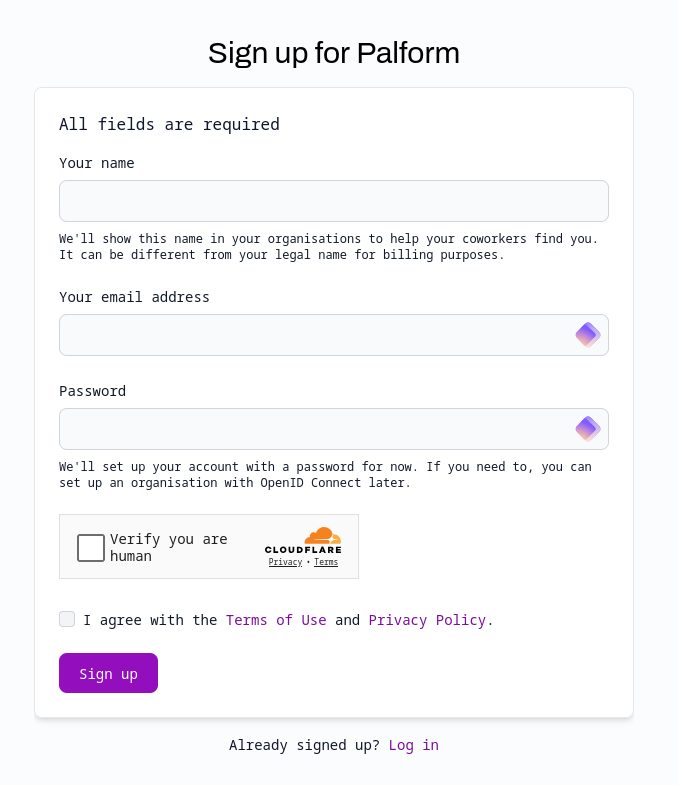 Sign up for Palform
All fields are required
Your name
We'll show this name in your organisations to help your coworkers find you.
It can be different from your legal name for billing purposes.
Your email address
Password
We'll set up your account with a password for now. If you need to, you can
set up an organisation with OpenID Connect later.
Verify you are
human
CLOUDFLARE
Privacy • Terms
I agree with the Terms of Use and Privacy Policy.
Sign up
Already signed up? Log in